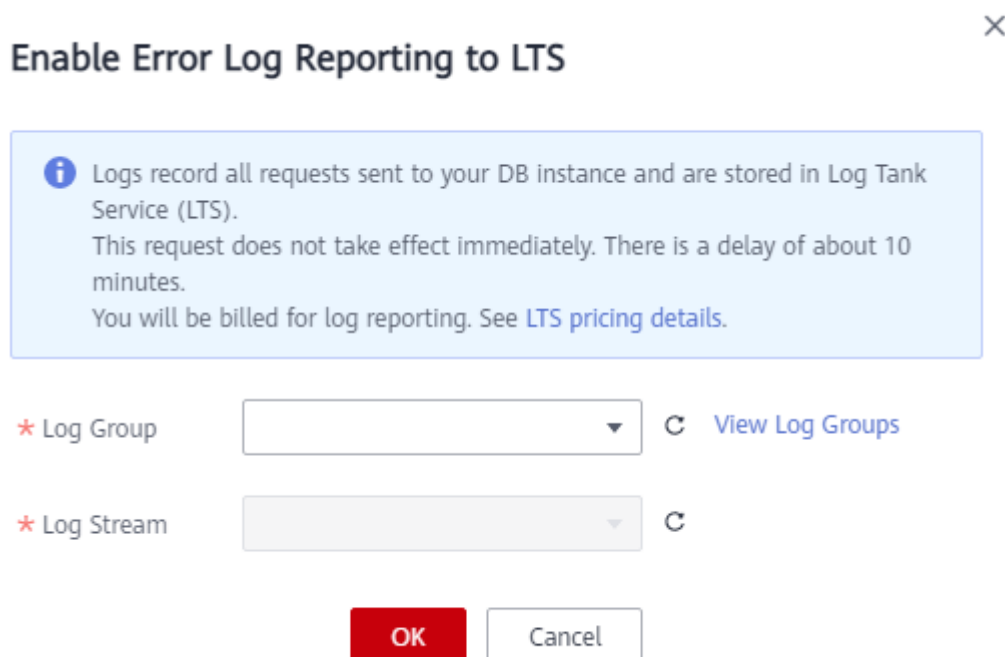 Enable Error Log Reporting to LTS
Logs record all requests sent to your DB instance and are stored in Log Tank
Service (LTS).
This request does not take effect immediately. There is a delay of about 10
minutes.
You will be billed for log reporting. See LTS pricing details.
* Log Group
View Log Groups
* Log Stream
OK
Cancel